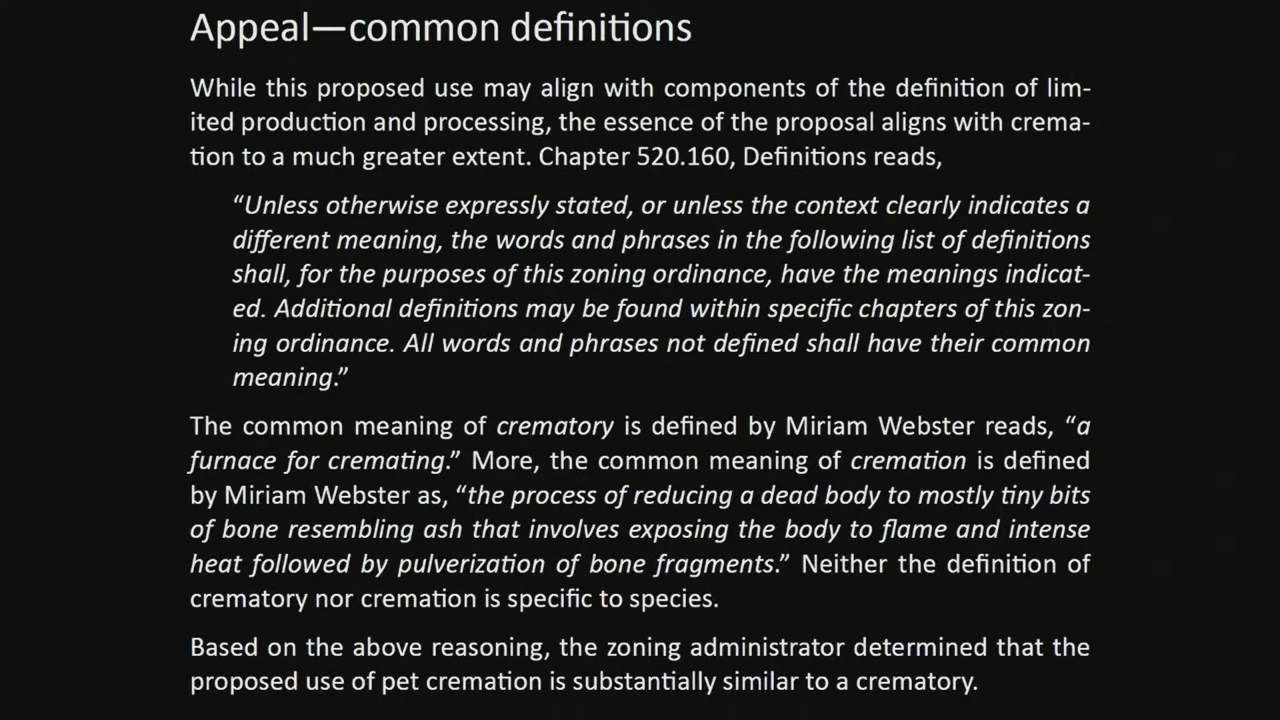 Appeal—common definitions
While this proposed use may align with components of the definition of lim-
ited production and processing, the essence of the proposal aligns with crema-
tion to a much greater extent. Chapter 520.160, Definitions reads,
“Unless otherwise expressly stated, or unless the context clearly indicates a
different meaning, the words and phrases in the following list of definitions
shall, for the purposes of this zoning ordinance, have the meanings indicat-
ed. Additional definitions may be found within specific chapters of this zon-
ing ordinance. All words and phrases not defined shall have their common
meaning.”
The common meaning of crematory is defined by Miriam Webster reads, “a
furnace for cremating.” More, the common meaning of cremation is defined
by Miriam Webster as, “the process of reducing a dead body to mostly tiny bits
of bone resembling ash that involves exposing the body to flame and intense
heat followed by pulverization of bone fragments.” Neither the definition of
crematory nor cremation is specific to species.
Based on the above reasoning, the zoning administrator determined that the
proposed use of pet cremation is substantially similar to a crematory.